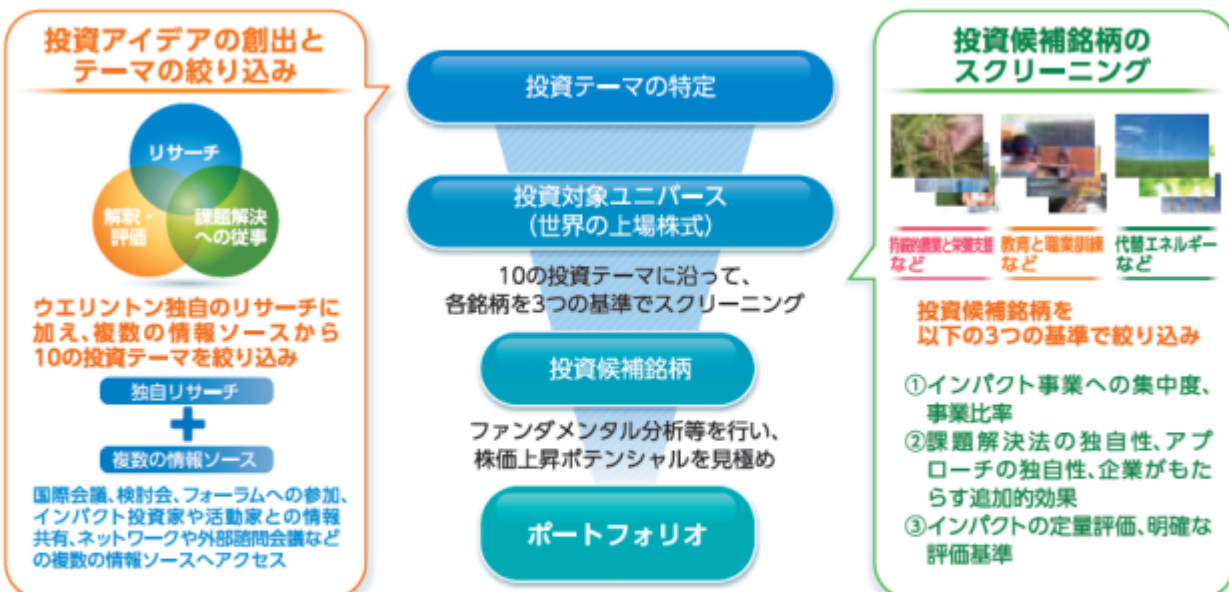 投資アイデアの創出と
テーマの絞り込み
リサーチ
解釈・
評価
課題解決
への従事
ウエリントン独自のリサーチに
加え、複数の情報ソースから
10の投資テーマを絞り込み
独自リサーチ
+
複数の情報ソース
国際会議、検討会、フォーラムへの参加、
インパクト投資家や活動家との情報
共有、ネットワークや外部諮問会議など
の複数の情報ソースへアクセス
投資テーマの特定
投資対象ユニバース
(世界の上場株式)
10の投資テーマに沿って、
各銘柄を3つの基準でスクリーニング
投資候補銘柄
ファンダメンタル分析等を行い、
株価上昇ポテンシャルを見極め
ポートフォリオ
投資候補銘柄の
スクリーニング
持続的農業と栄養支援
など
教育と職業訓練
など
代替エネルギー
など
投資候補銘柄を
以下の3つの基準で絞り込み
①インパクト事業への集中度、
事業比率
②課題解決法の独自性、アプ
ローチの独自性、企業がもた
らす追加的効果
③インパクトの定量評価、明確な
評価基準